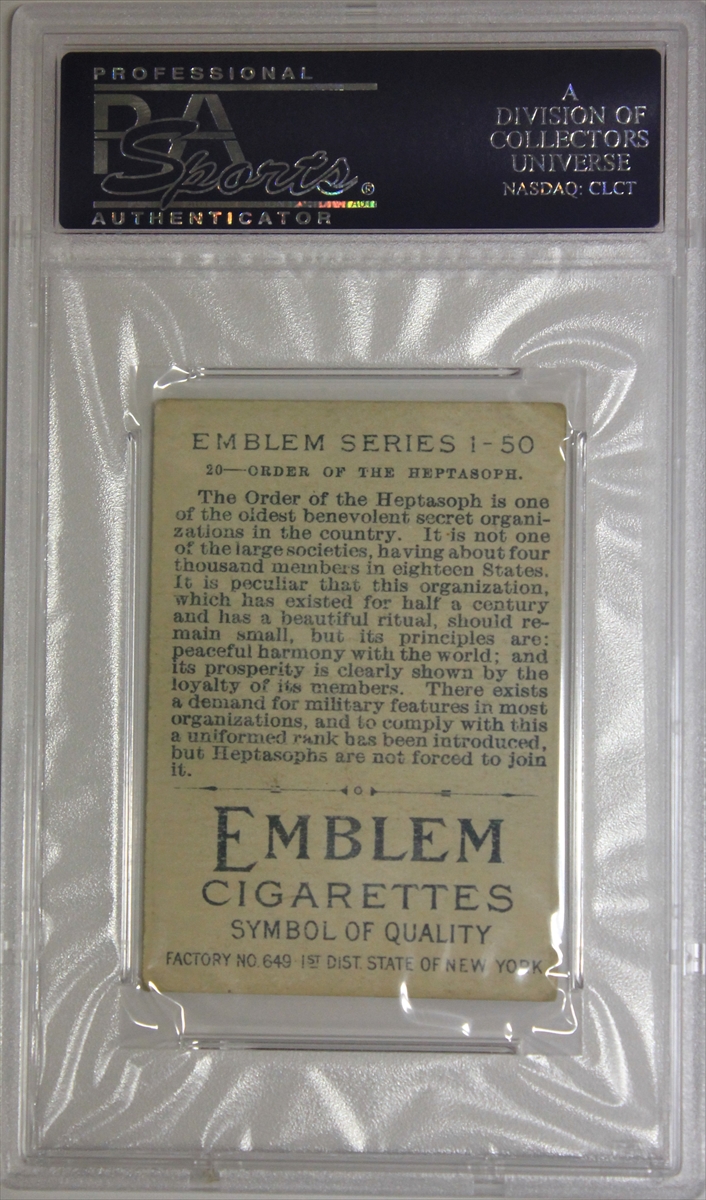 PROFESSIONAL
PSA
Sports®
AUTHENTICATOR
A
DIVISION OF
COLLECTORS
UNIVERSE
NASDAQ: CLCT
EMBLEM SERIES 1-50
20—ORDER OF THE HEPTASOPH.
The Order of the Heptasoph is one
of the oldest benevolent secret organi-
zations in the country. It is not one
of the large societies, having about four
thousand members in eighteen States.
It is peculiar that this organization,
which has existed for half a century
and has a beautiful ritual, should re-
main small, but its principles are:
peaceful harmony with the world; and
its prosperity is clearly shown by the
loyalty of its members. There exists
a demand for military features in most
organizations, and to comply with this
a uniformed rank has been introduced,
but Heptasophs are not forced to join
it.
EMBLEM
CIGARETTES
SYMBOL OF QUALITY
FACTORY NO. 649 1ST DIST. STATE OF NEW YORK